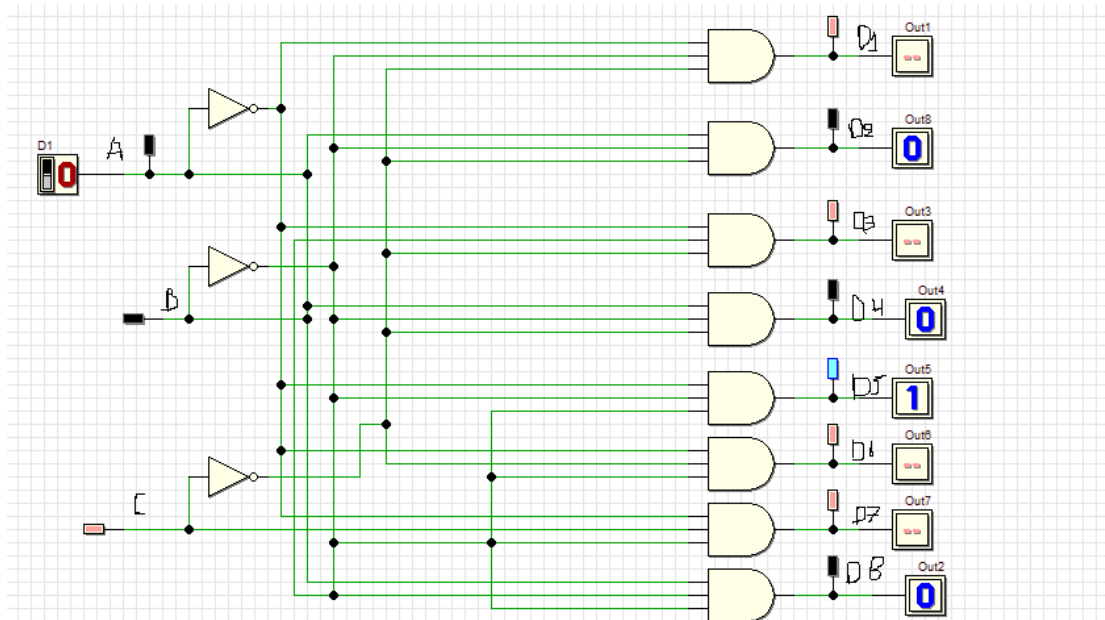 Out1
D1
--
Out8
D2
0
D1
A
0
Out3
D3
--
Out4
B
D4
0
Out5
D5
1
Out6
D6
--
Out7
C
D7
--
Out2
D8
0